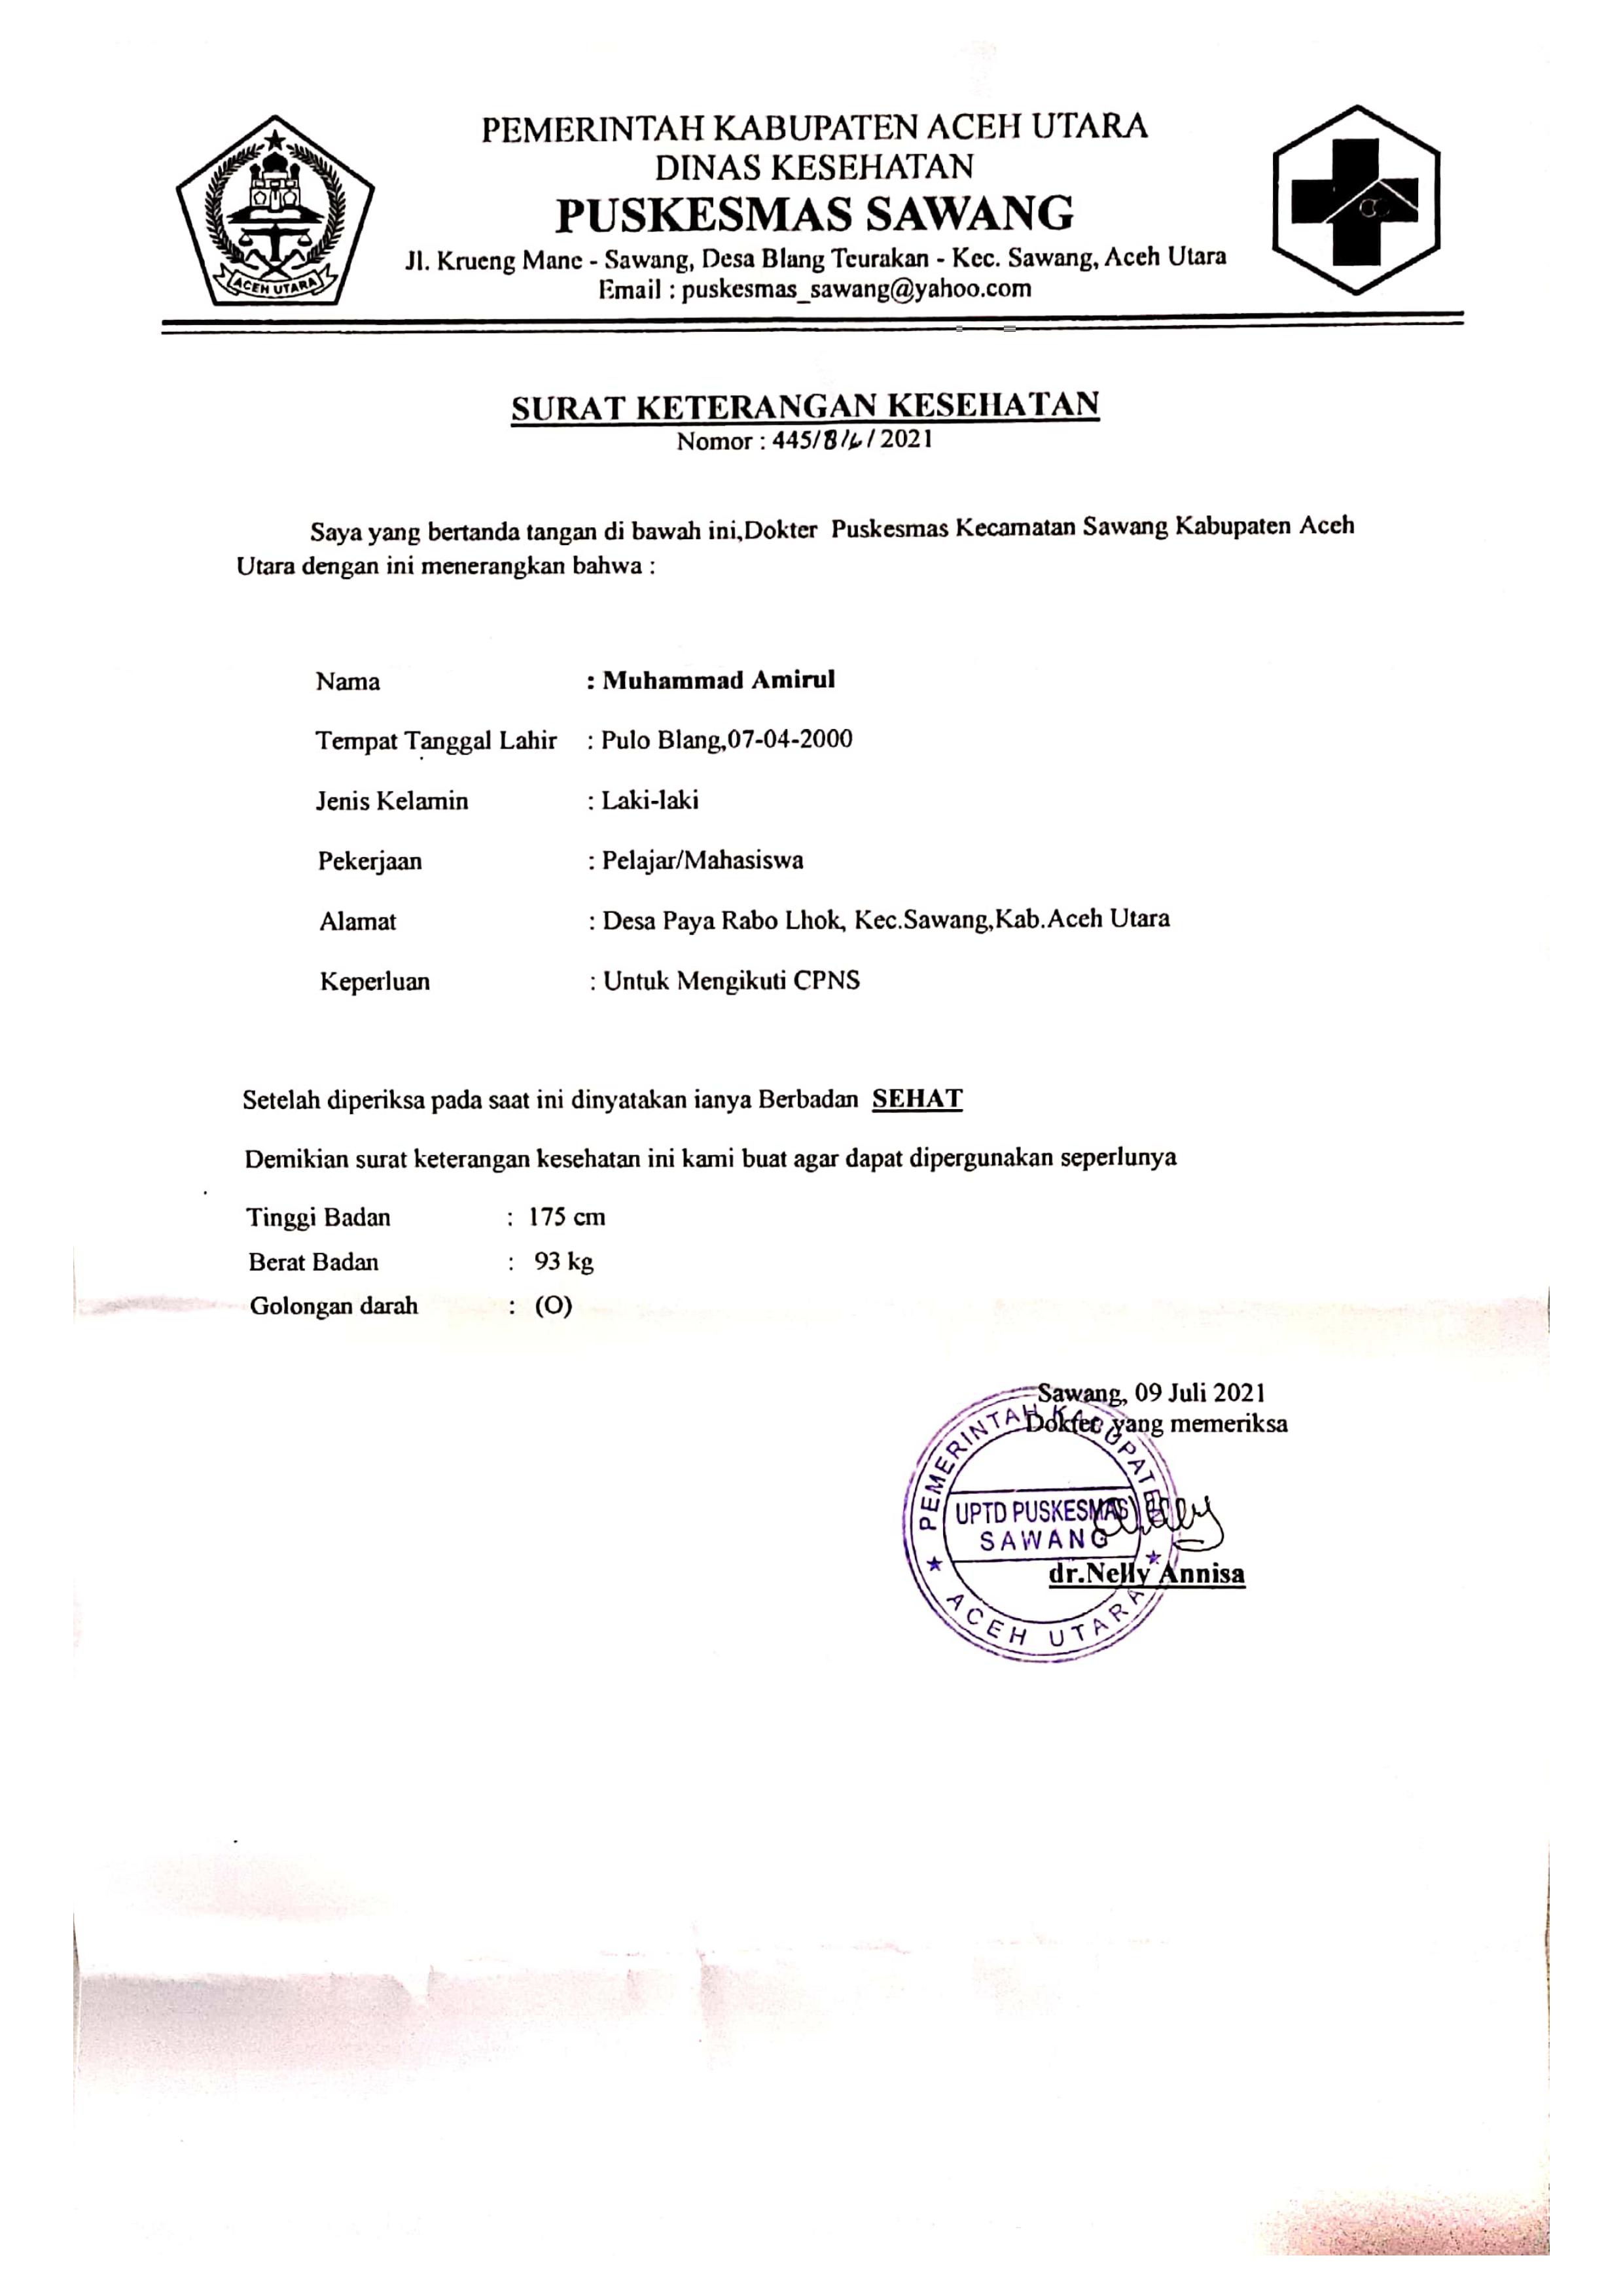 PEMERINTAH KABUPATEN ACEH UTARA
DINAS KESEHATAN
PUSKESMAS SAWANG
Jl. Krueng Mane - Sawang, Desa Blang Teurakan - Kec. Sawang, Aceh Utara
Email : puskesmas_sawang@yahoo.com
ACEH UTARA
SURAT KETERANGAN KESEHATAN
Nomor : 445/ / 2021
Saya yang bertanda tangan di bawah ini,Dokter Puskesmas Kecamatan Sawang Kabupaten Aceh
Utara dengan ini menerangkan bahwa :
Nama : Muhammad Amirul
Tempat Tanggal Lahir : Pulo Blang,07-04-2000
Jenis Kelamin : Laki-laki
Pekerjaan : Pelajar/Mahasiswa
Alamat : Desa Paya Rabo Lhok, Kec.Sawang,Kab.Aceh Utara
Keperluan : Untuk Mengikuti CPNS
Setelah diperiksa pada saat ini dinyatakan ianya Berbadan SEHAT
Demikian surat keterangan kesehatan ini kami buat agar dapat dipergunakan seperlunya
Tinggi Badan : 175 cm
Berat Badan : 93 kg
Golongan darah : (O)
Sawang, 09 Juli 2021
Dokter yang memeriksa
PEMERINTAH KABUPATEN
UPTD PUSKESMAS
SAWANG
ACEH UTARA
dr.Nelly Annisa